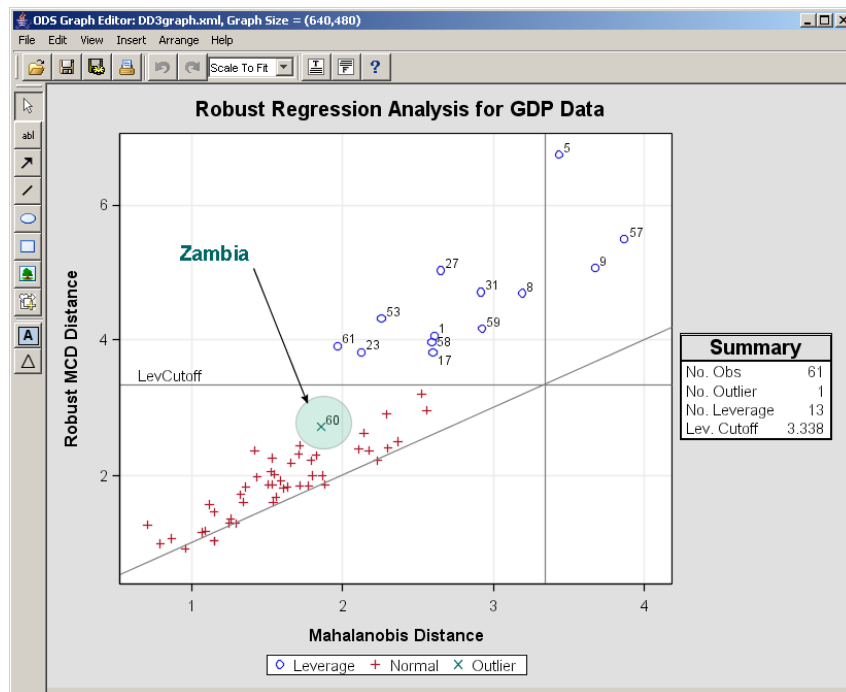 ODS Graph Editor: DD3graph.xml, Graph Size = (640,480)
File Edit View Insert Arrange Help
Scale To Fit
T
T
?
abl
A
Robust Regression Analysis for GDP Data
Robust MCD Distance
6
4
2
5
57
Zambia
27
9
31
8
53
1
59
61
23
58
17
LevCutoff
60
Summary
No. Obs 61
No. Outlier 1
No. Leverage 13
Lev. Cutoff 3.338
1 2 3 4
Mahalanobis Distance
Leverage Normal Outlier